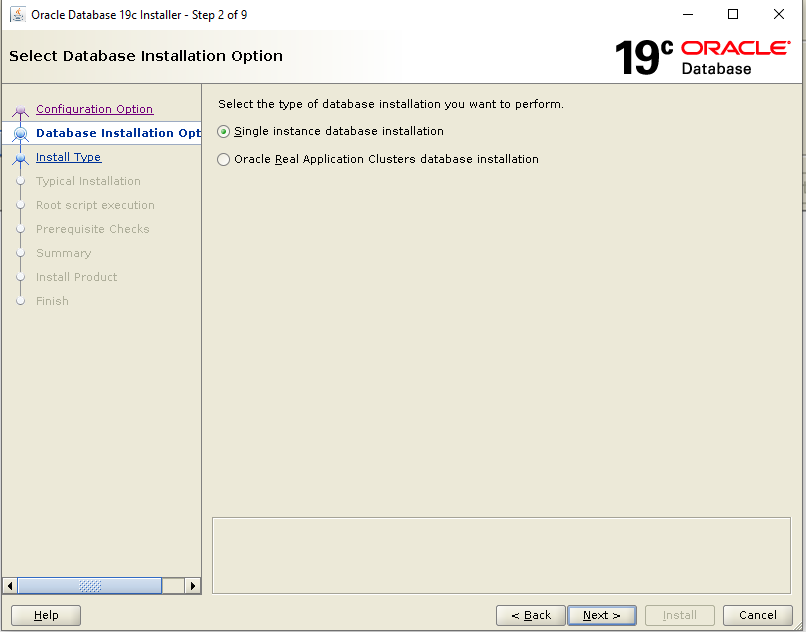 Oracle Database 19c Installer - Step 2 of 9
Select Database Installation Option
19c ORACLE
Database
Configuration Option
Database Installation Opt
Install Type
Typical Installation
Root script execution
Prerequisite Checks
Summary
Install Product
Finish
Select the type of database installation you want to perform.
Single instance database installation
Oracle Real Application Clusters database installation
Help
< Back
Next >
Install
Cancel